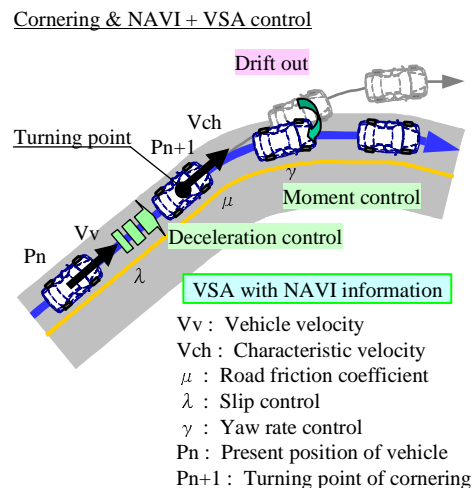 Cornering & NAVI + VSA control
Drift out
Vch
Turning point
Pn+1
γ
μ
Moment control
Vv
Deceleration control
Pn
λ
VSA with NAVI information
Vv : Vehicle velocity
Vch : Characteristic velocity
μ : Road friction coefficient
λ : Slip control
γ : Yaw rate control
Pn : Present position of vehicle
Pn+1 : Turning point of cornering